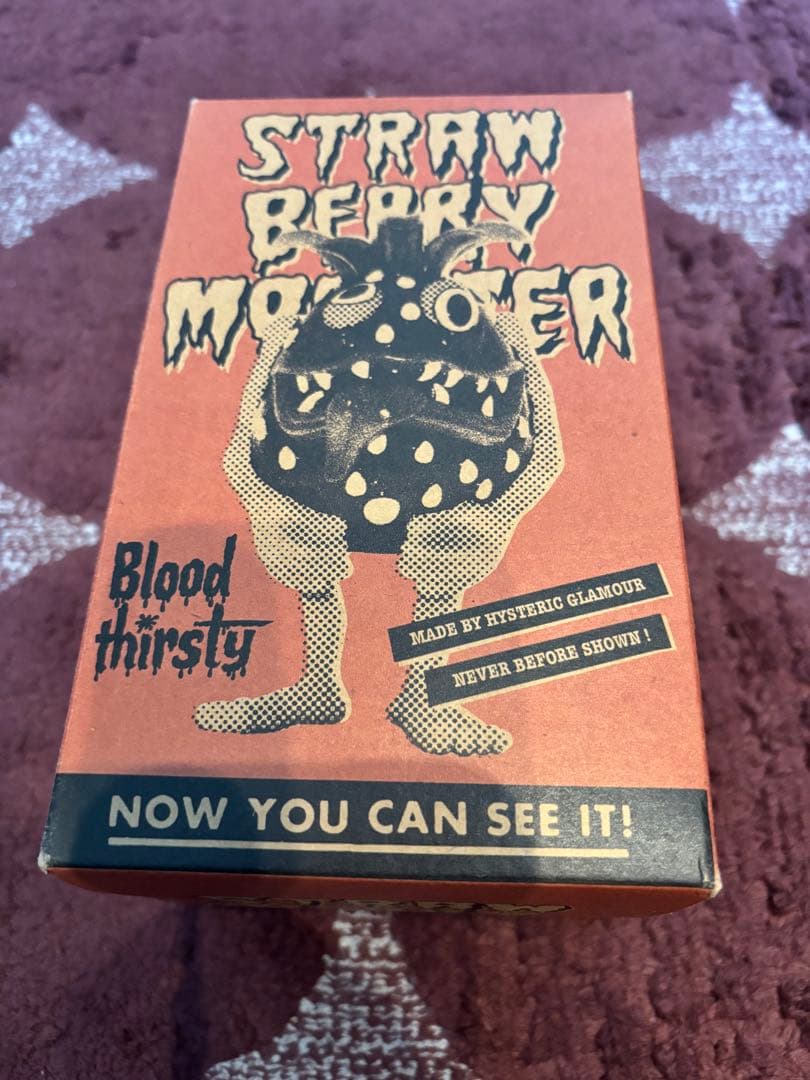 STRAW
BERRY
MONSTER
Blood
thirsty
MADE BY HYSTERIC GLAMOUR
NEVER BEFORE SHOWN !
NOW YOU CAN SEE IT!